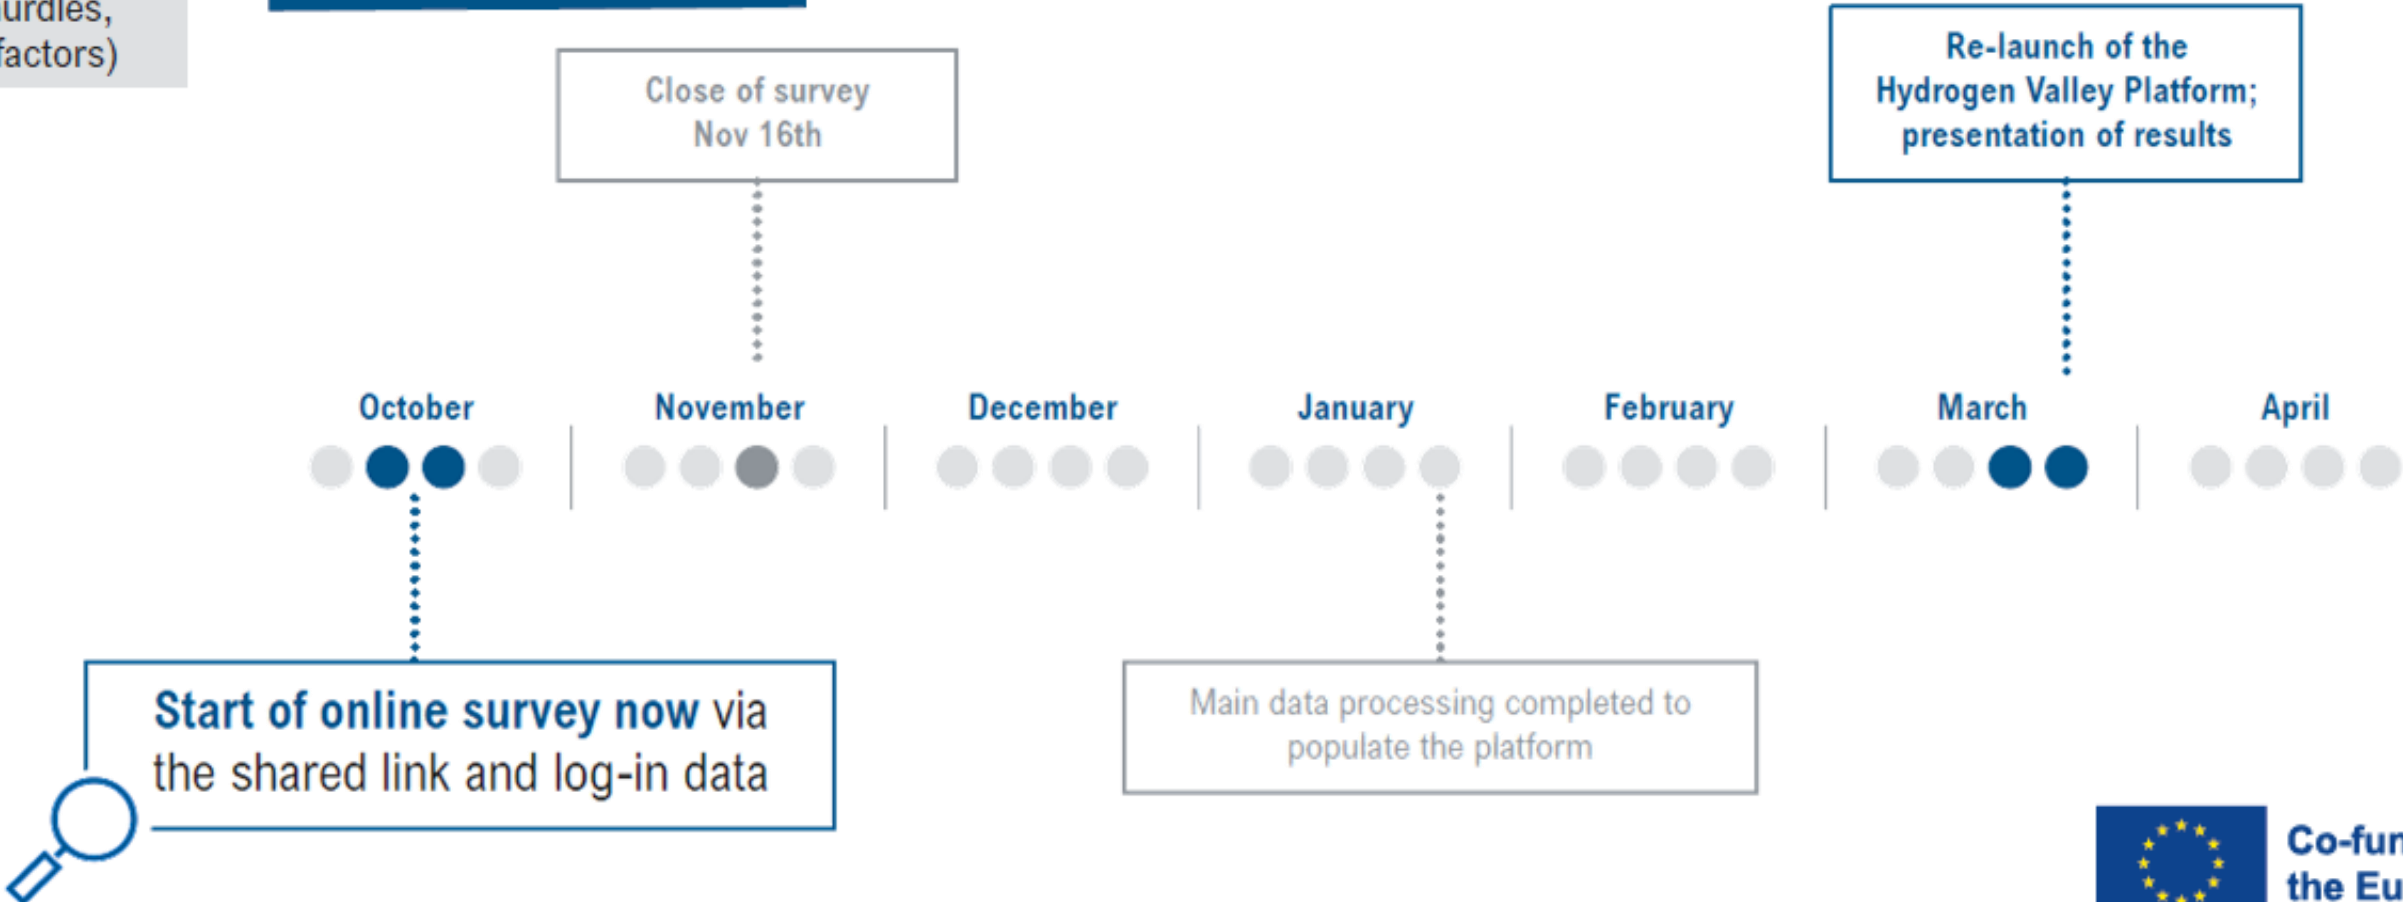 factors)
Close of survey
Nov 16th
Re-launch of the
Hydrogen Valley Platform;
presentation of results
October
November
December
January
February
March
April
Start of online survey now via
the shared link and log-in data
Main data processing completed to
populate the platform
the